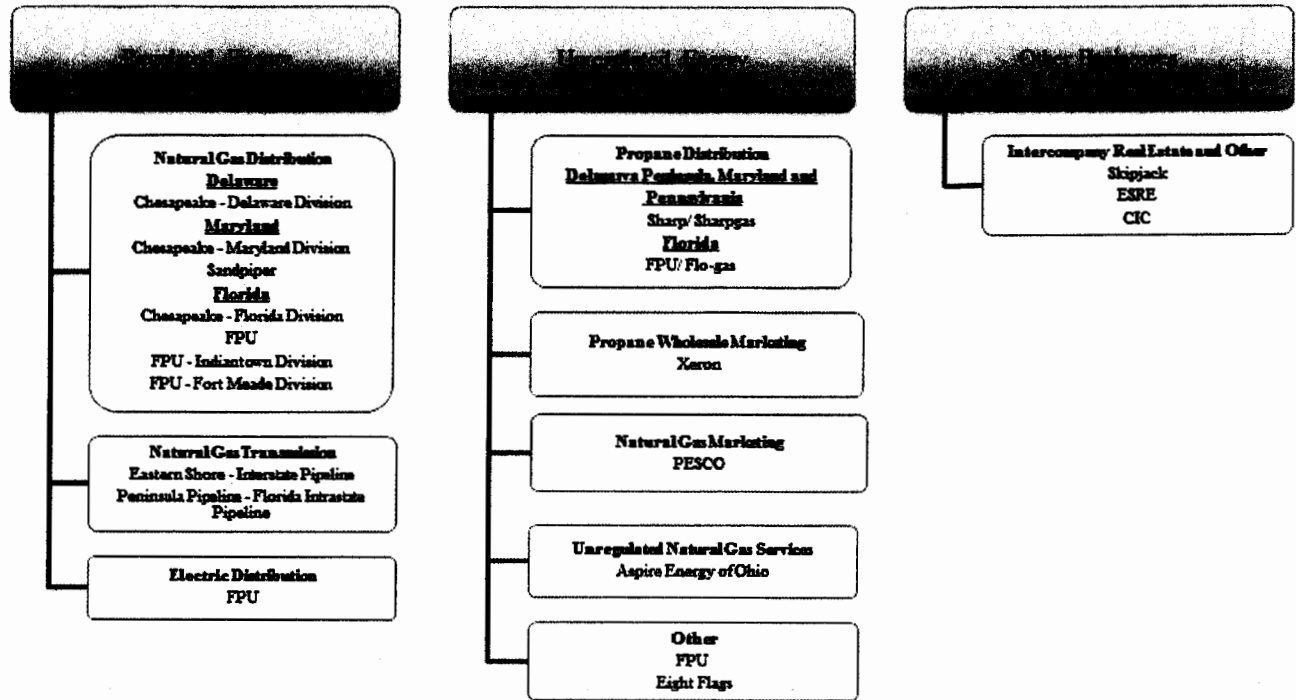 Natural Gas Distribution
Delaware
Chesapeake - Delaware Division
Maryland
Chesapeake - Maryland Division
Sandpiper
Florida
Chesapeake - Florida Division
FPU
FPU - Indiantown Division
FPU - Fort Meade Division
Natural Gas Transmission
Eastern Shore - Interstate Pipeline
Peninsula Pipeline - Florida Intrastate
Pipeline
Electric Distribution
FPU
Propane Distribution
Delmarva Peninsula, Maryland and
Pennsylvania
Sharp/ Sharpgas
Florida
FPU/ Flo-gas
Propane Wholesale Marketing
Xeron
Natural Gas Marketing
PESCO
Unregulated Natural Gas Services
Aspire Energy of Ohio
Other
FPU
Eight Flags
Intercompany Real Estate and Other
Skipjack
ESRE
CIC